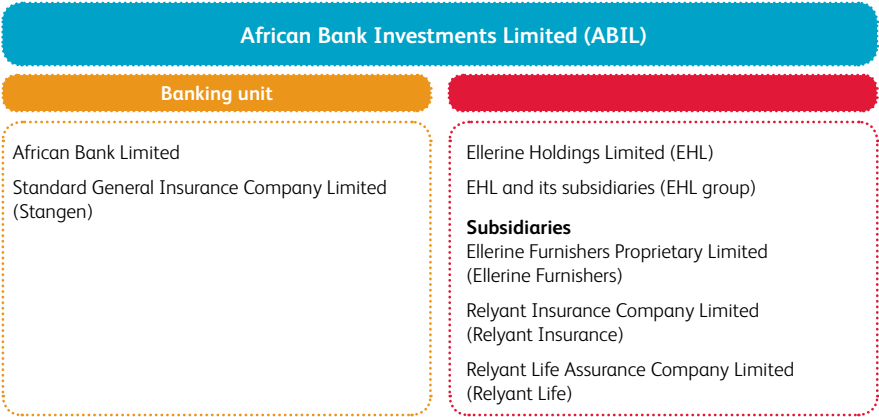 African Bank Investments Limited (ABIL)
Banking unit
African Bank Limited
Standard General Insurance Company Limited
(Stangen)
Ellerine Holdings Limited (EHL)
EHL and its subsidiaries (EHL group)
Subsidiaries
Ellerine Furnishers Proprietary Limited
(Ellerine Furnishers)
Relyant Insurance Company Limited
(Relyant Insurance)
Relyant Life Assurance Company Limited
(Relyant Life)